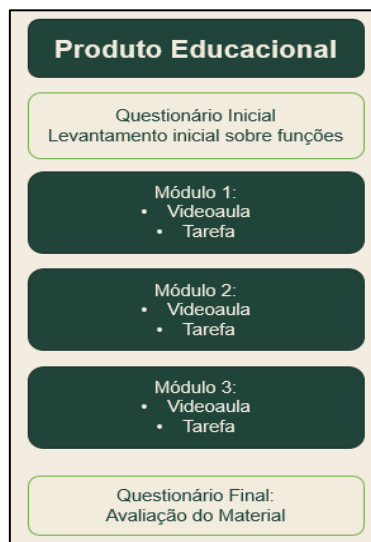 Produto Educacional
Questionário Inicial
Levantamento inicial sobre funções
Módulo 1:
• Videoaula
• Tarefa
Módulo 2:
• Videoaula
• Tarefa
Módulo 3:
• Videoaula
• Tarefa
Questionário Final:
Avaliação do Material